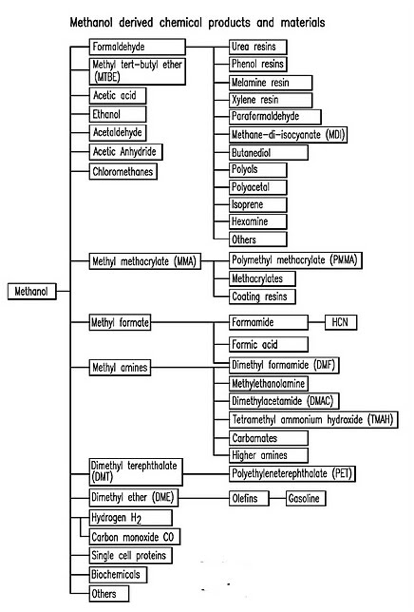 Methanol derived chemical products and materials
Formaldehyde
Urea resins
Methyl tert-butyl ether
(MTBE)
Phenol resins
Melamine resin
Acetic acid
Xylene resin
Ethanol
Paraformaldehyde
Acetaldehyde
Methane-di-isocyanate (MDI)
Acetic Anhydride
Butanediol
Chloromethanes
Polyols
Polyacetal
Isoprene
Hexamine
Others
Methyl methacrylate (MMA)
Polymethyl methocrylate (PMMA)
Methacrylates
Methanol
Coating resins
Methyl formate
Formamide
HCN
Formic acid
Methyl amines
Dimethyl formamide (DMF)
Methylethanolamine
Dimethylacetamide (DMAC)
Tetramethyl ammonium hydroxide (TMAH)
Carbamates
Higher amines
Dimethyl terephthalate
(DMT)
Polyethyleneterephthalate (PET)
Dimethyl ether (DME)
Olefins
Gasoline
Hydrogen H2
Carbon monoxide CO
Single cell proteins
Biochemicals
Others